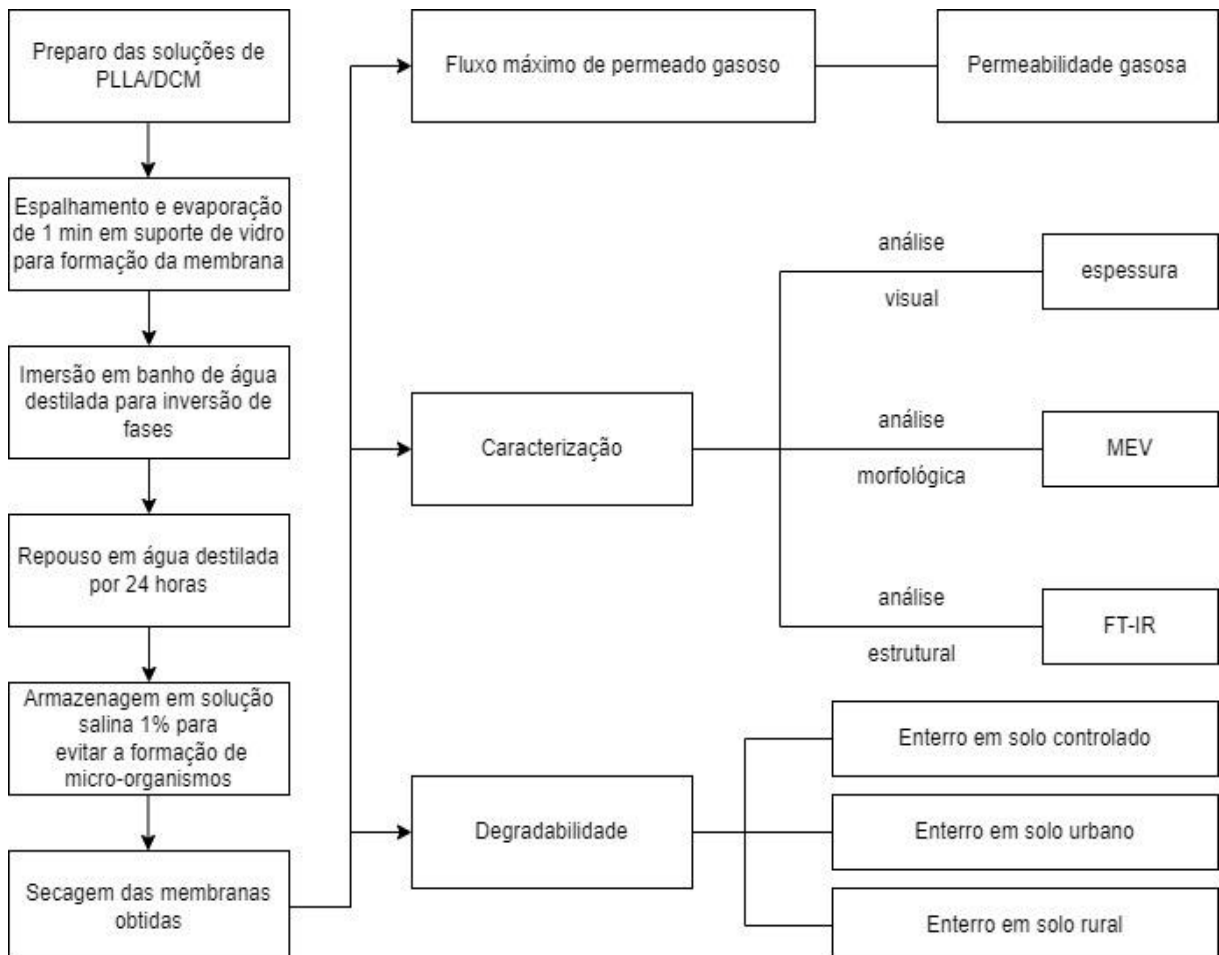 Preparo das soluções de
PLLA/DCM
Espalhamento e evaporação
de 1 min em suporte de vidro
para formação da membrana
Imersão em banho de água
destilada para inversão de
fases
Repouso em água destilada
por 24 horas
Armazenagem em solução
salina 1% para
evitar a formação de
micro-organismos
Secagem das membranas
obtidas
Fluxo máximo de permeado gasoso
Permeabilidade gasosa
Caracterização
análise
visual
espessura
análise
morfológica
MEV
análise
estrutural
FT-IR
Degradabilidade
Enterro em solo controlado
Enterro em solo urbano
Enterro em solo rural